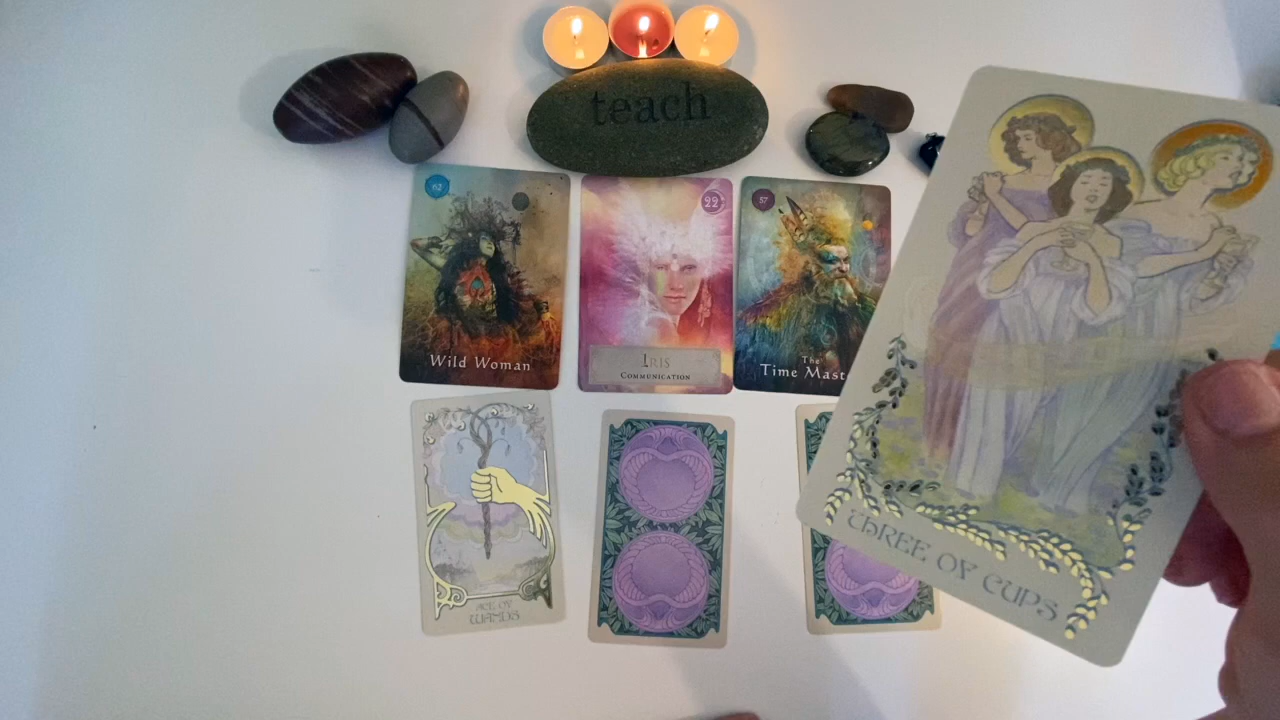 teach
62
Wild Woman
22
IRIS
COMMUNICATION
57
The
Time Mast
ACE OF
WANDS
THREE OF CUPS